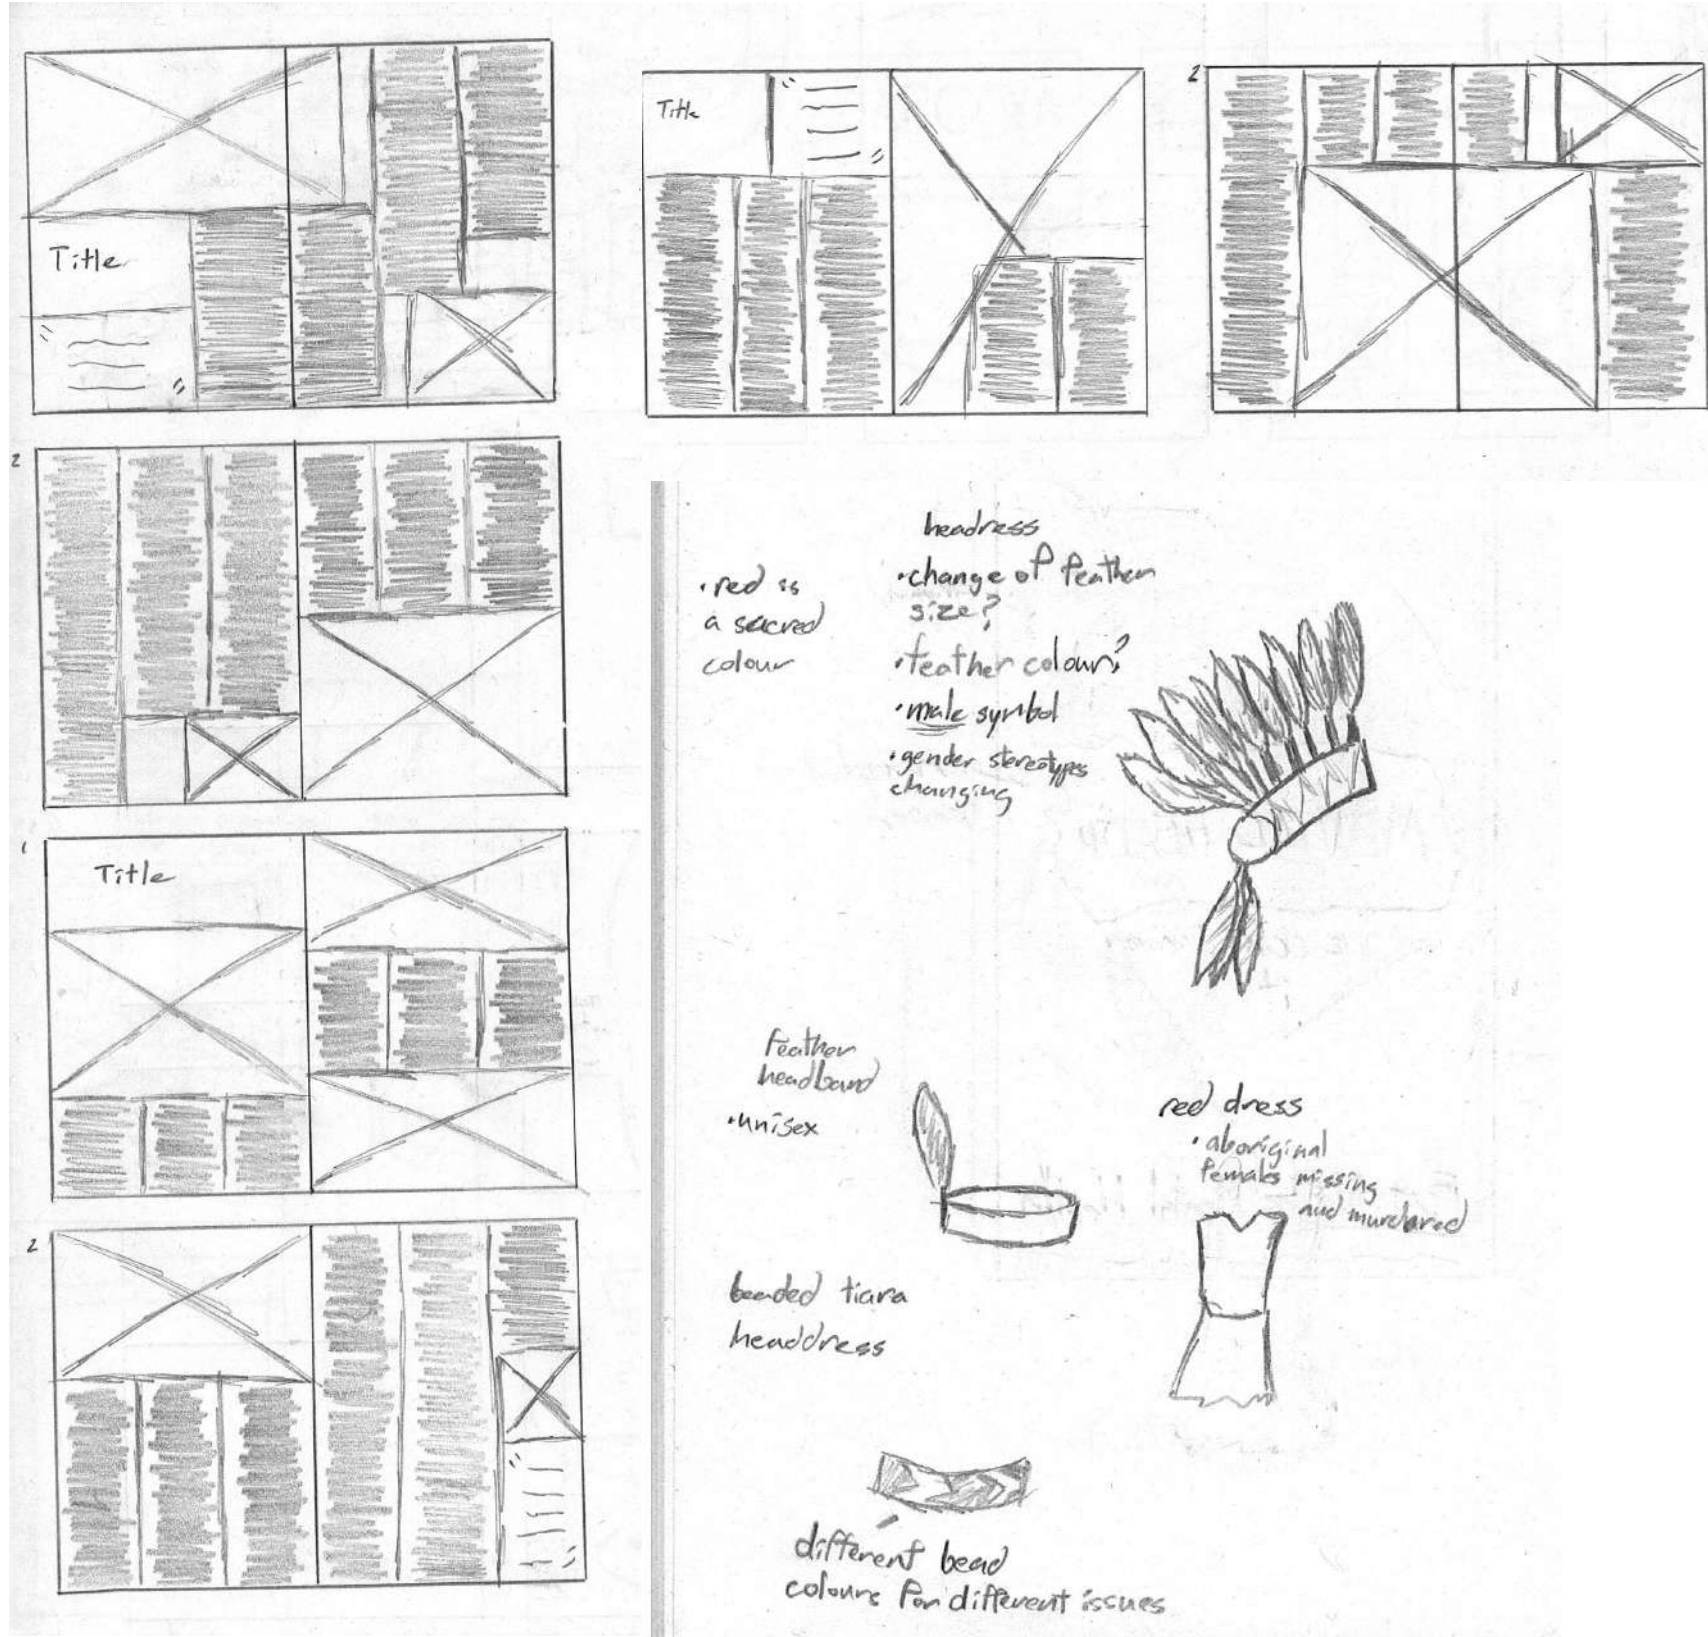 Title
Title
2
2
1
Title
2
headress
•change of feather
size?
•feather colour?
•male symbol
•gender stereotypes
changing
•red is
a sacred
colour
Feather
headband
•unisex
red dress
•aboriginal
females missing
and murdered
beaded tiara
headdress
different bead
colours for different issues